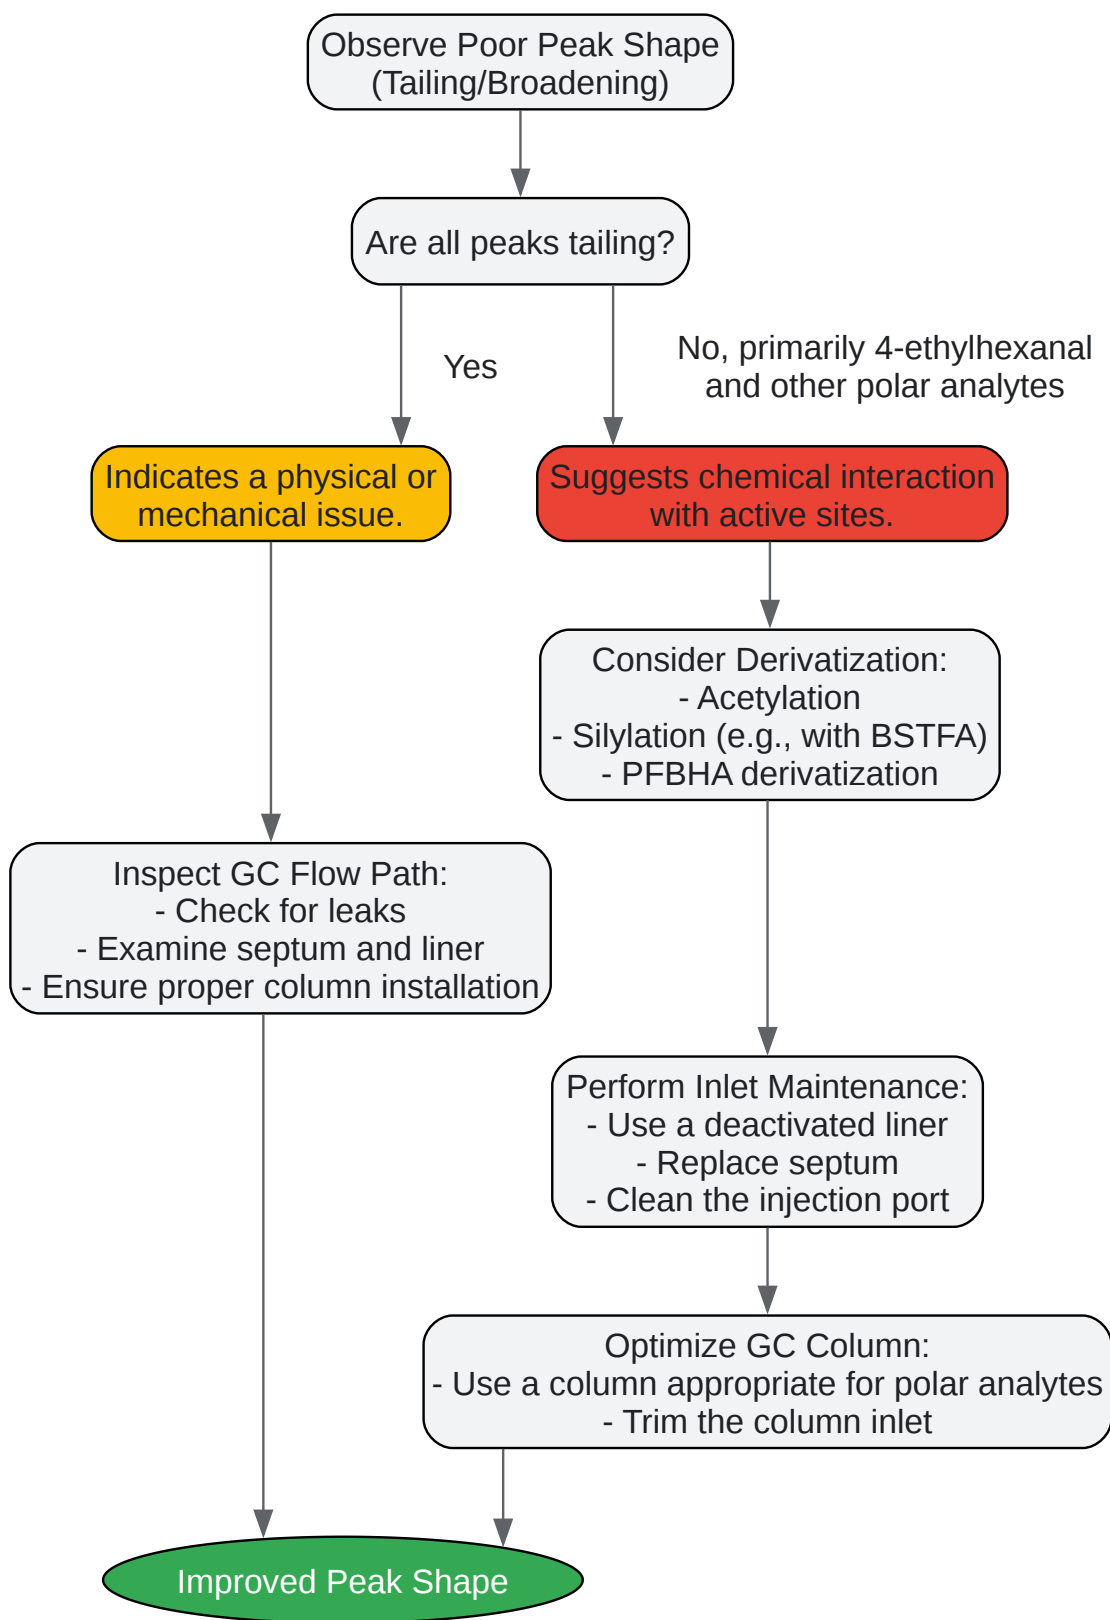 Observe Poor Peak Shape
(Tailing/Broadening)
Are all peaks tailing?
Yes
No, primarily 4-ethylhexanal
and other polar analytes
Indicates a physical or
mechanical issue.
Suggests chemical interaction
with active sites.
Consider Derivatization:
- Acetylation
- Silylation (e.g., with BSTFA)
- PFBHA derivatization
Inspect GC Flow Path:
- Check for leaks
- Examine septum and liner
- Ensure proper column installation
Perform Inlet Maintenance:
- Use a deactivated liner
- Replace septum
- Clean the injection port
Optimize GC Column:
- Use a column appropriate for polar analytes
- Trim the column inlet
Improved Peak Shape